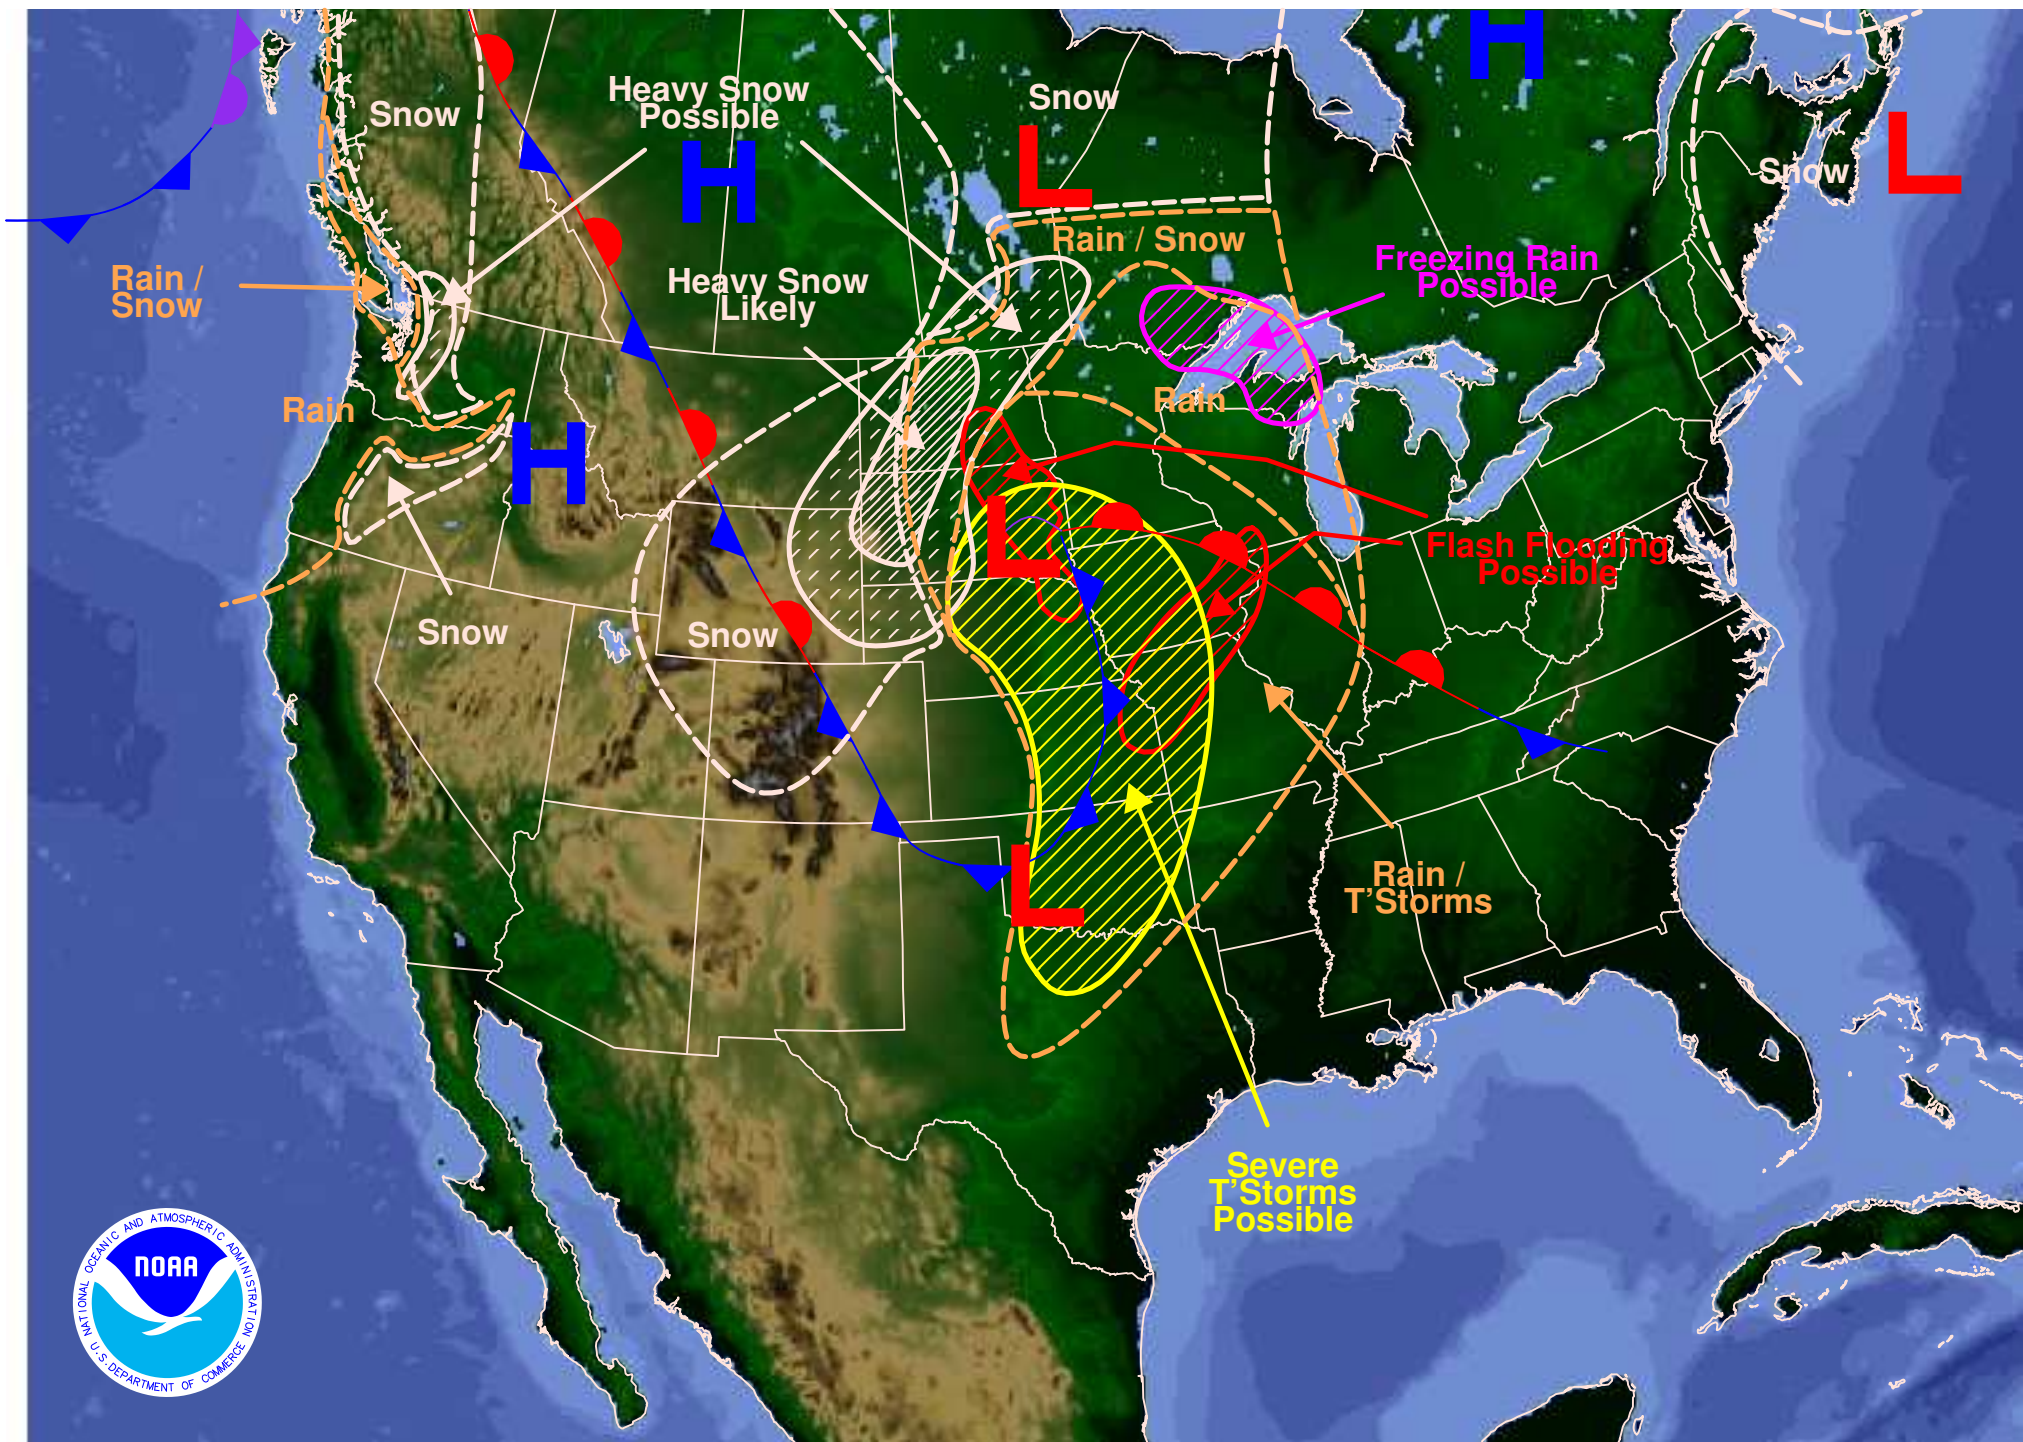 H
Heavy Snow
Possible
Snow
Snow
H
L
L
Snow
Rain / Snow
Freezing Rain
Possible
Rain /
Snow
Heavy Snow
Likely
Rain
Rain
H
L
Flash Flooding
Possible
Snow
Snow
L
Rain /
T'Storms
Severe
T'Storms
Possible
NATIONAL OCEANIC AND ATMOSPHERIC ADMINISTRATION
NOAA
U.S. DEPARTMENT OF COMMERCE